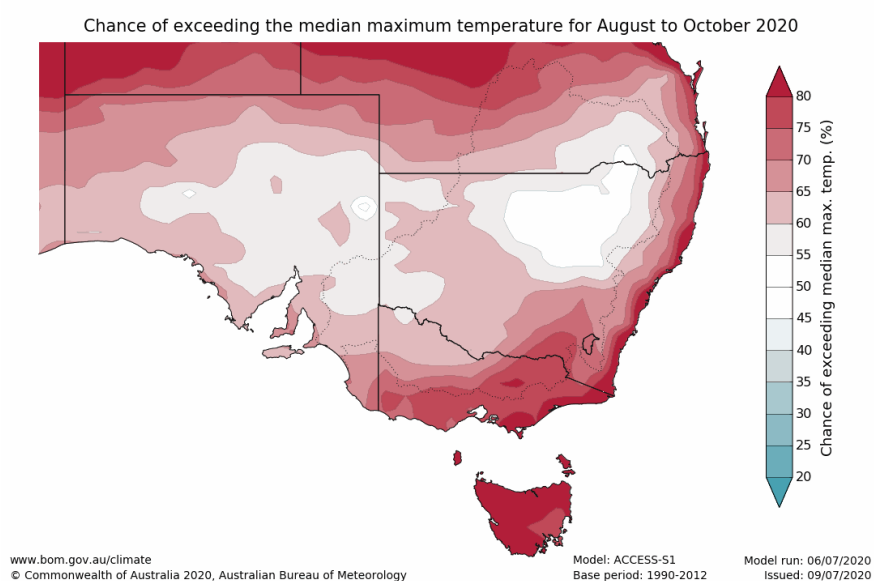 Chance of exceeding the median maximum temperature for August to October 2020
80
75
70
65
60
55
50
45
40
35
30
25
20
Chance of exceeding median max. temp. (%)
www.bom.gov.au/climate
© Commonwealth of Australia 2020, Australian Bureau of Meteorology
Model: ACCESS-S1
Base period: 1990-2012
Model run: 06/07/2020
Issued: 09/07/2020